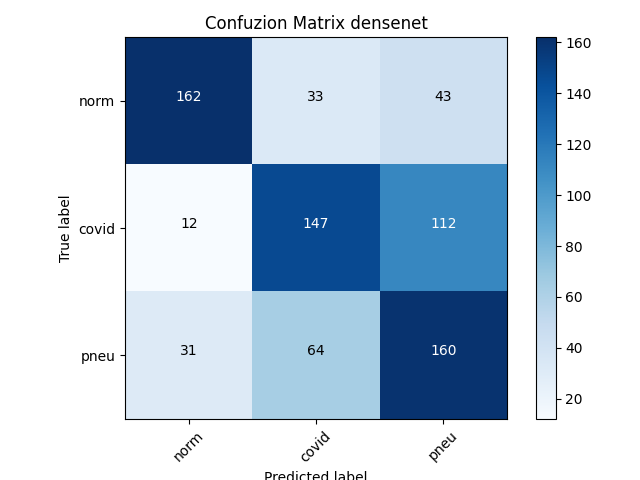 Confuzion Matrix densenet
norm 162 33 43
covid 12 147 112
pneu 31 64 160
True label
norm covid pneu
Predicted label
160
140
120
100
80
60
40
20